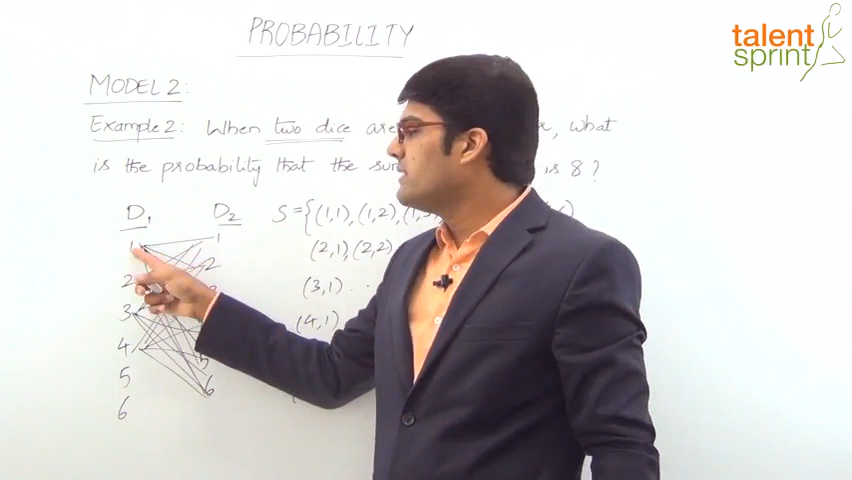 PROBABILITY
talent
sprint
MODEL 2:
Example 2: When two dice are what
is the probability that the is 8?
D₁ D₂ S={(1,1),(1,2),
1 1 (2,1),(2,2)
2 2 (3,1) . .
3 (4,1)
4
5 5
6 6